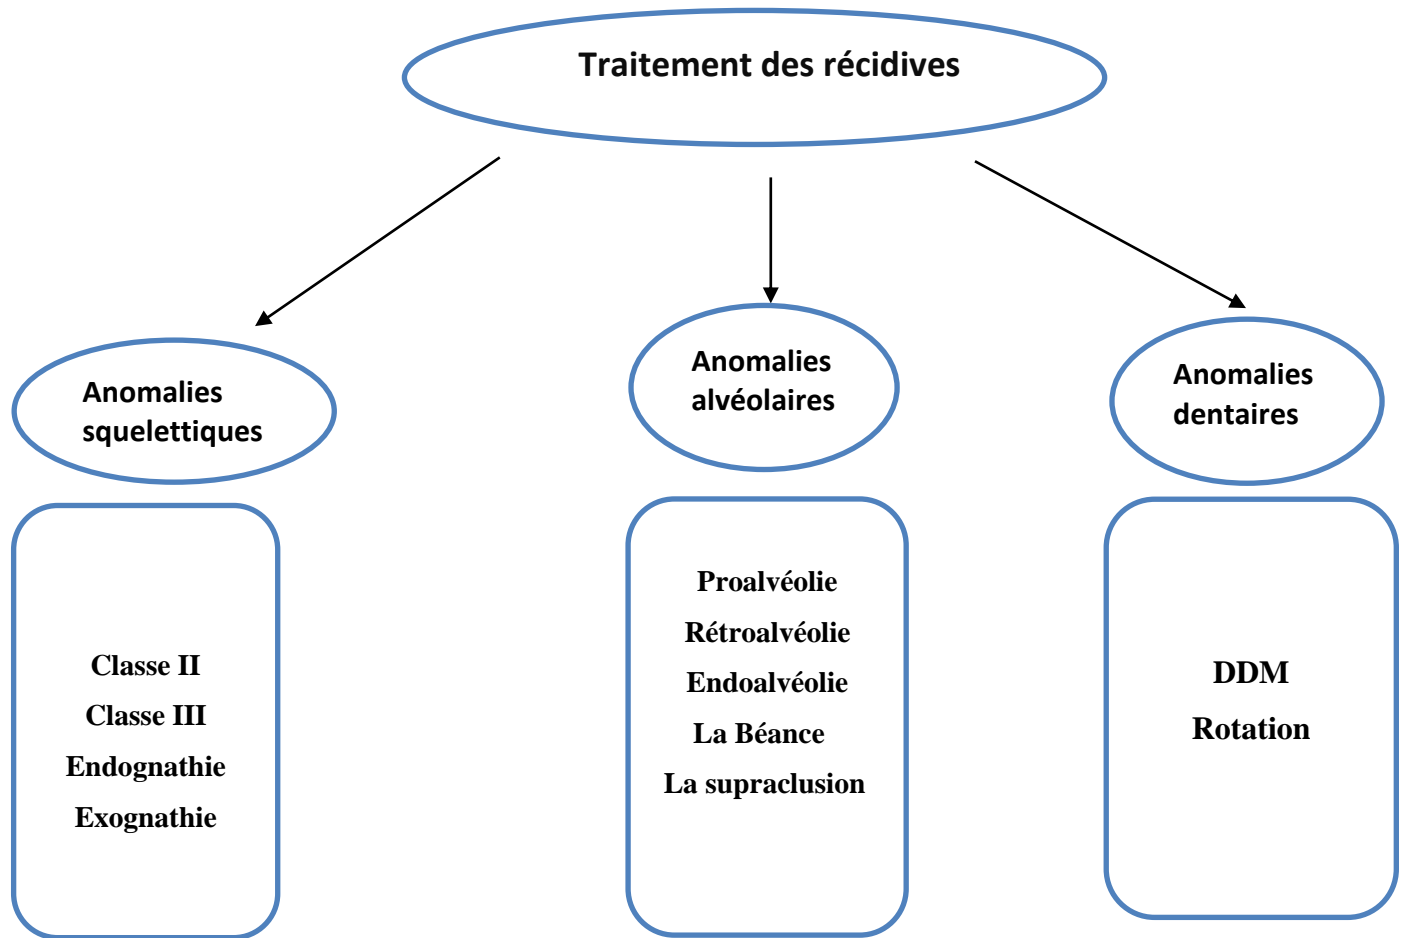 Traitement des récidives
Anomalies
squelettiques
Anomalies
alvéolaires
Anomalies
dentaires
Classe II
Classe III
Endognathie
Exognathie
Proalvéolie
Rétroalvéolie
Endoalvéolie
La Béance
La supraclusion
DDM
Rotation